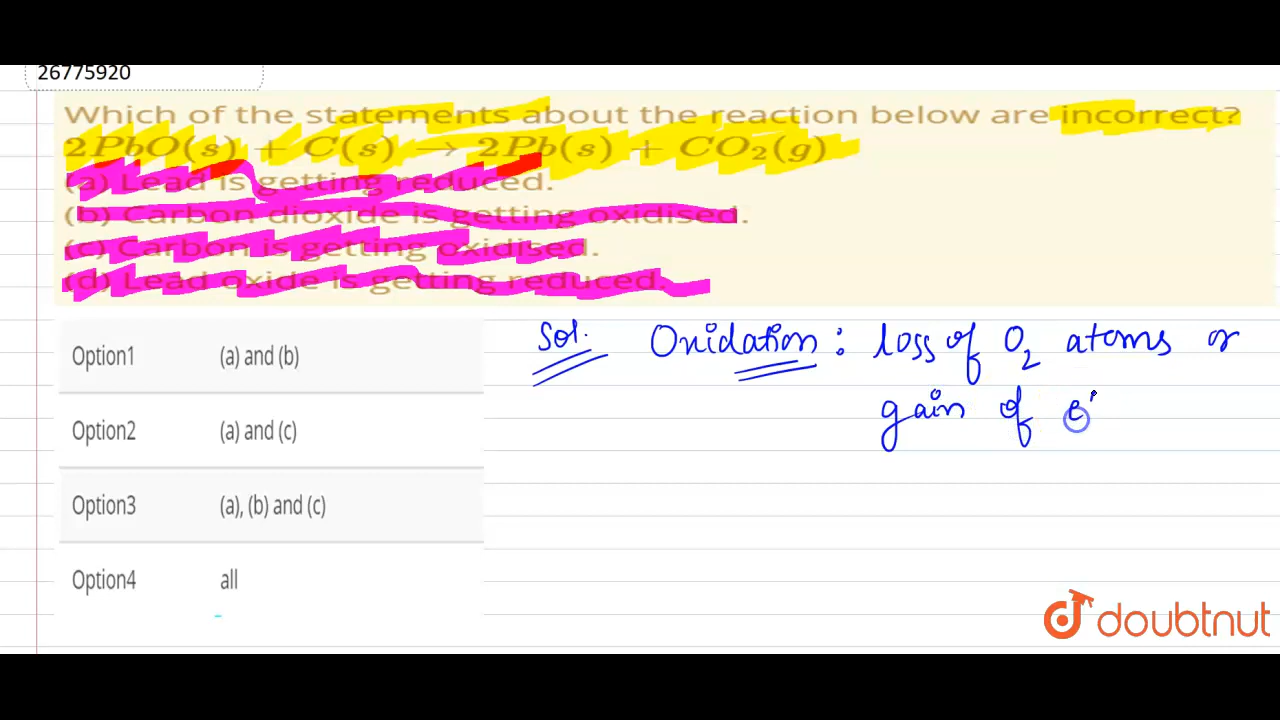 26775920
Which of the statements about the reaction below are incorrect?
2PbO(s) + C(s) → 2Pb(s) + CO₂(g)
(a) Lead is getting reduced.
(b) Carbon dioxide is getting oxidised.
(c) Carbon is getting oxidised.
(d) Lead oxide is getting reduced.
Option1 (a) and (b)
Option2 (a) and (c)
Option3 (a), (b) and (c)
Option4 all
Sol. Oxidation : loss of O₂ atoms or
gain of e
doubtnut